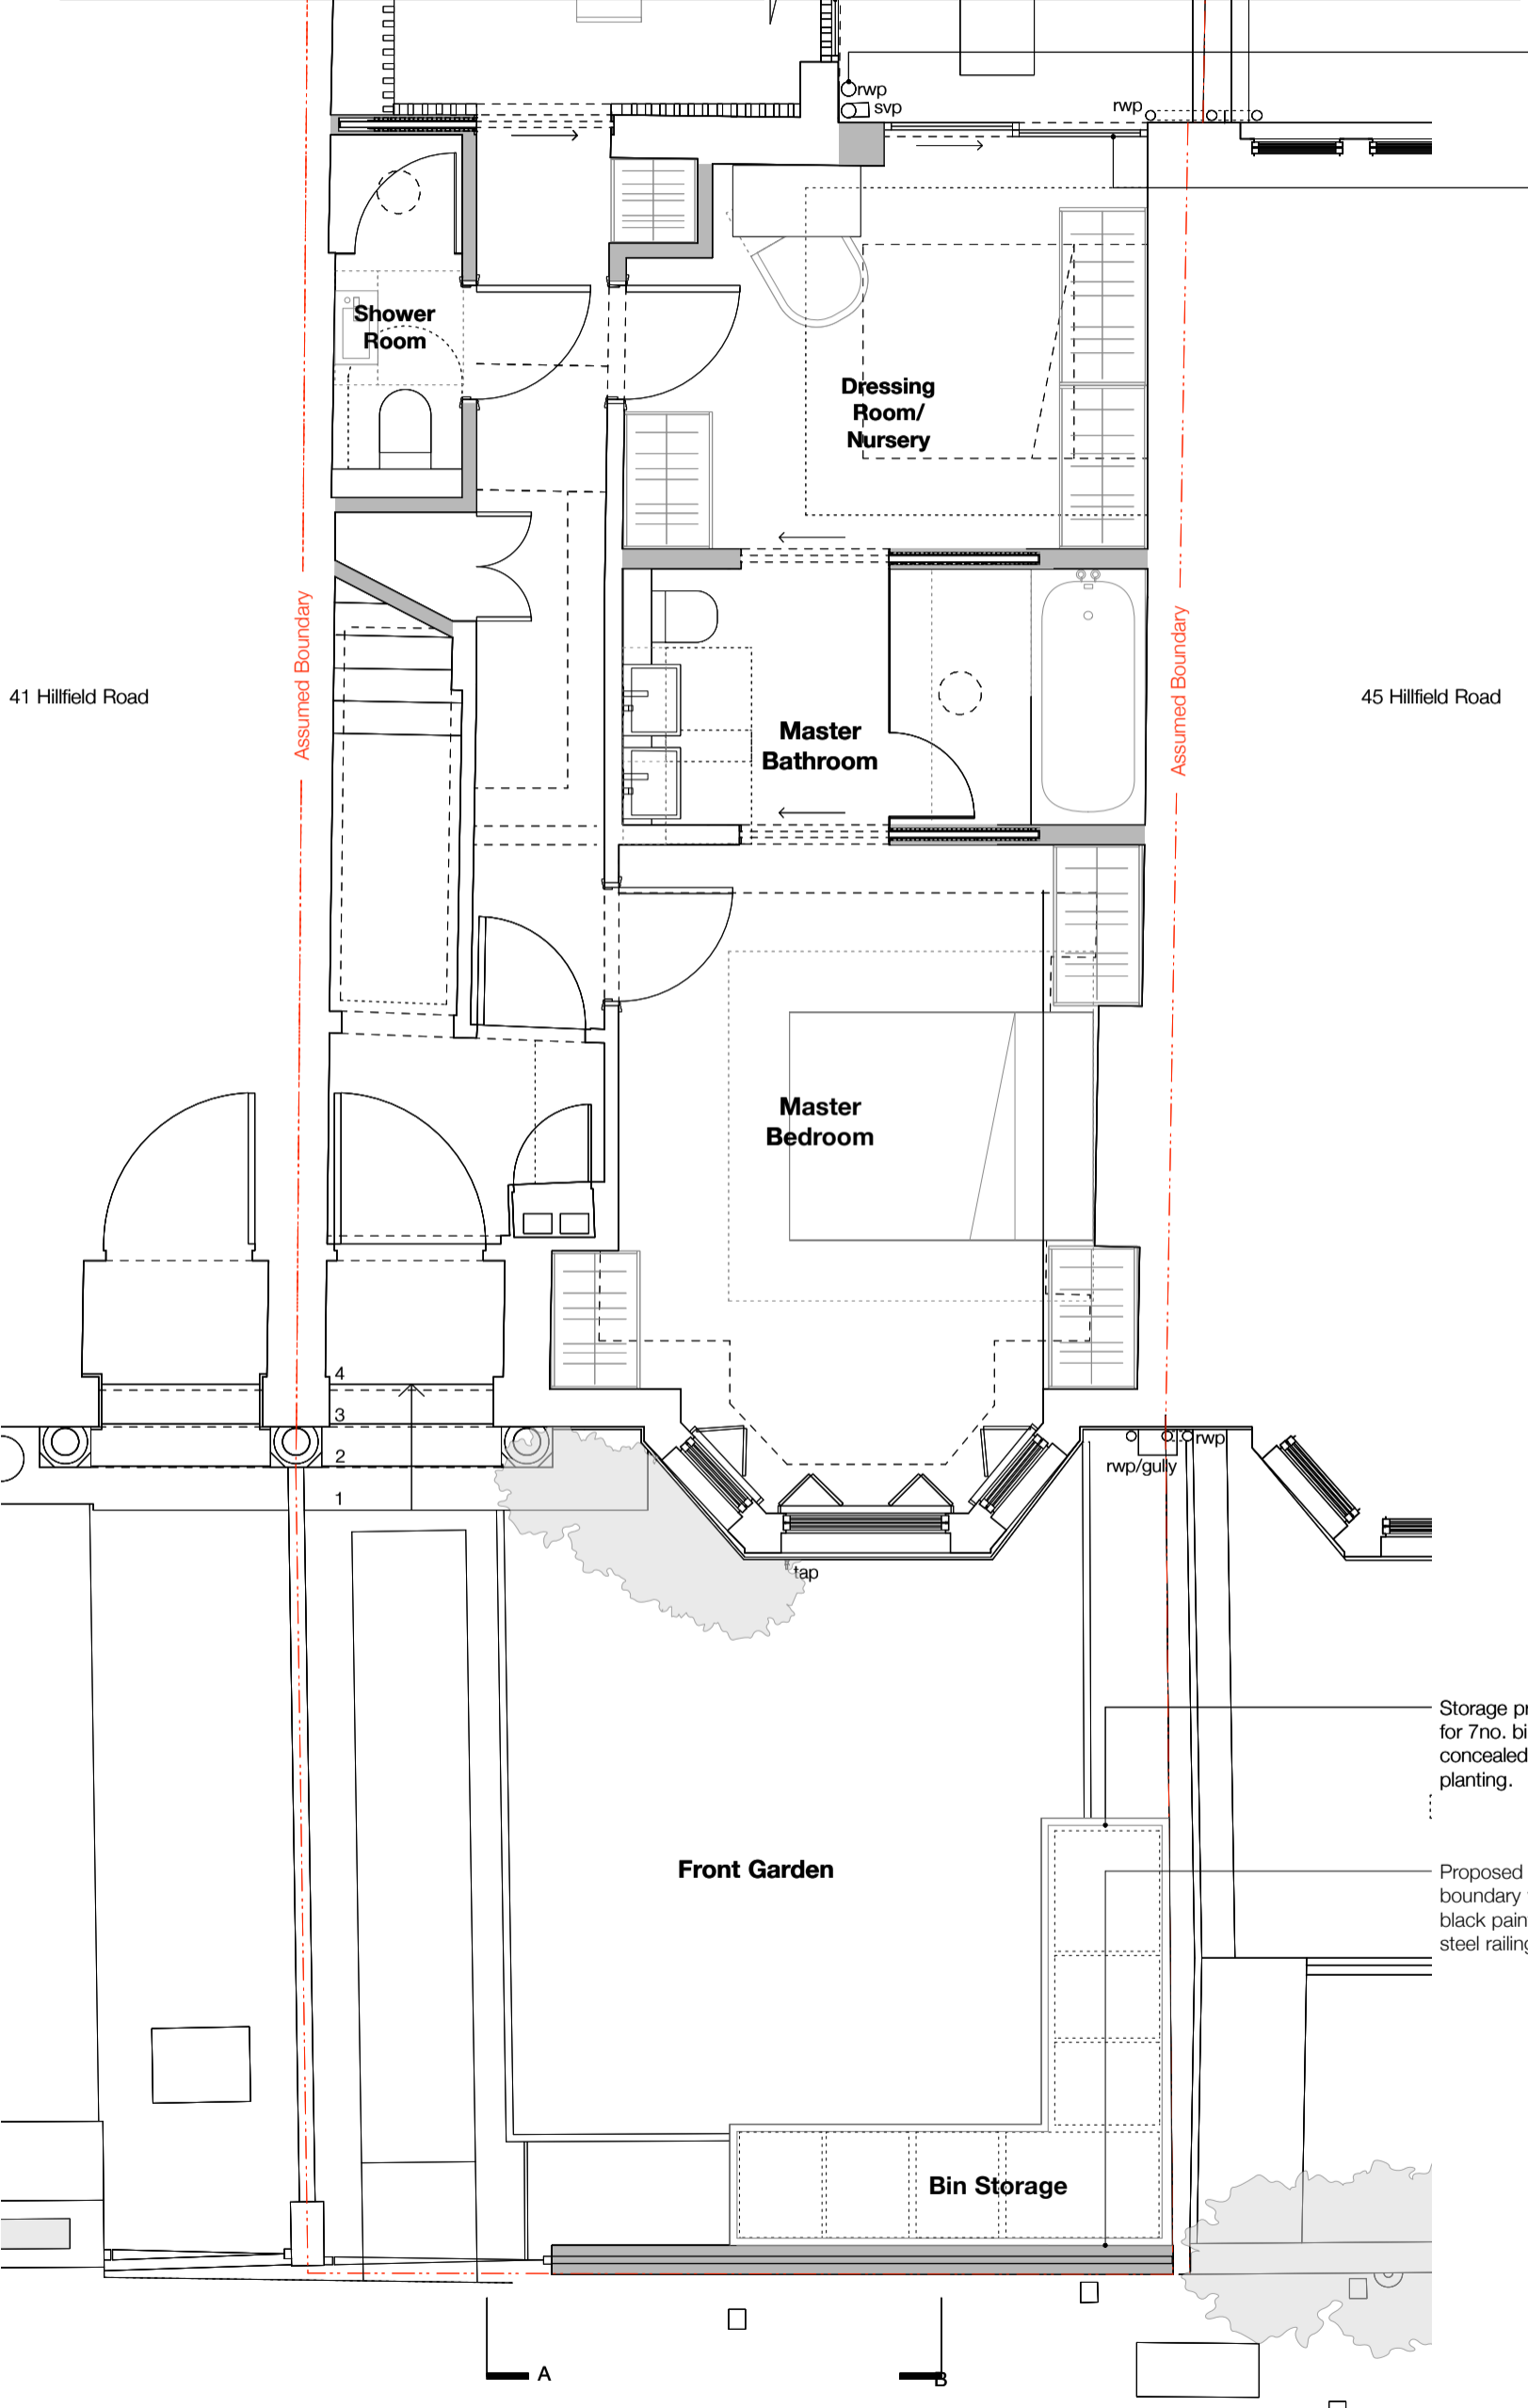 rwp
svp
rwp
Shower
Room
Dressing
Room/
Nursery
Assumed Boundary
Assumed Boundary
41 Hillfield Road
45 Hillfield Road
Master
Bathroom
Master
Bedroom
4
3
2
1
rwp
rwp/gully
tap
Storage
for 7no.
concealed
planting.
Front Garden
Proposed
boundary
black
steel
Bin Storage
A
B